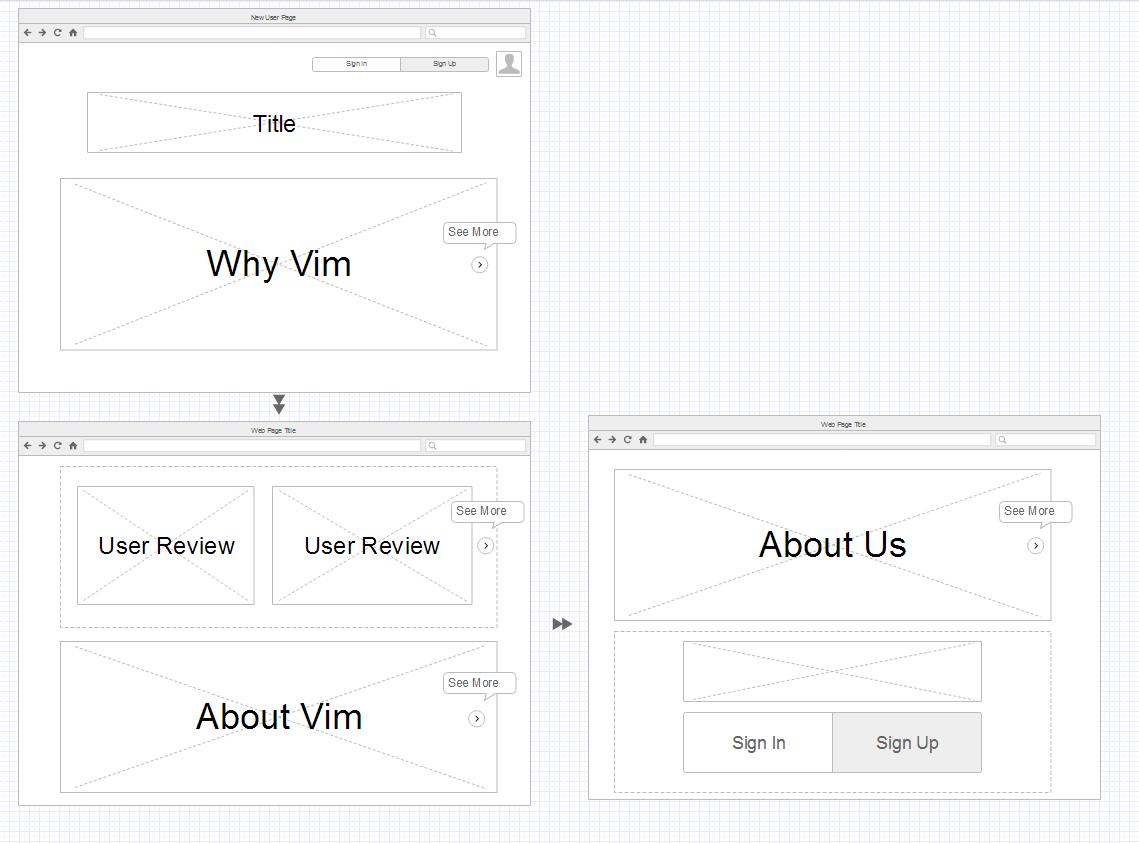 New User Page
Sign In
Sign Up
Title
Why Vim
See More
Web Page Title
User Review
User Review
See More
About Vim
See More
Web Page Title
About Us
See More
Sign In
Sign Up